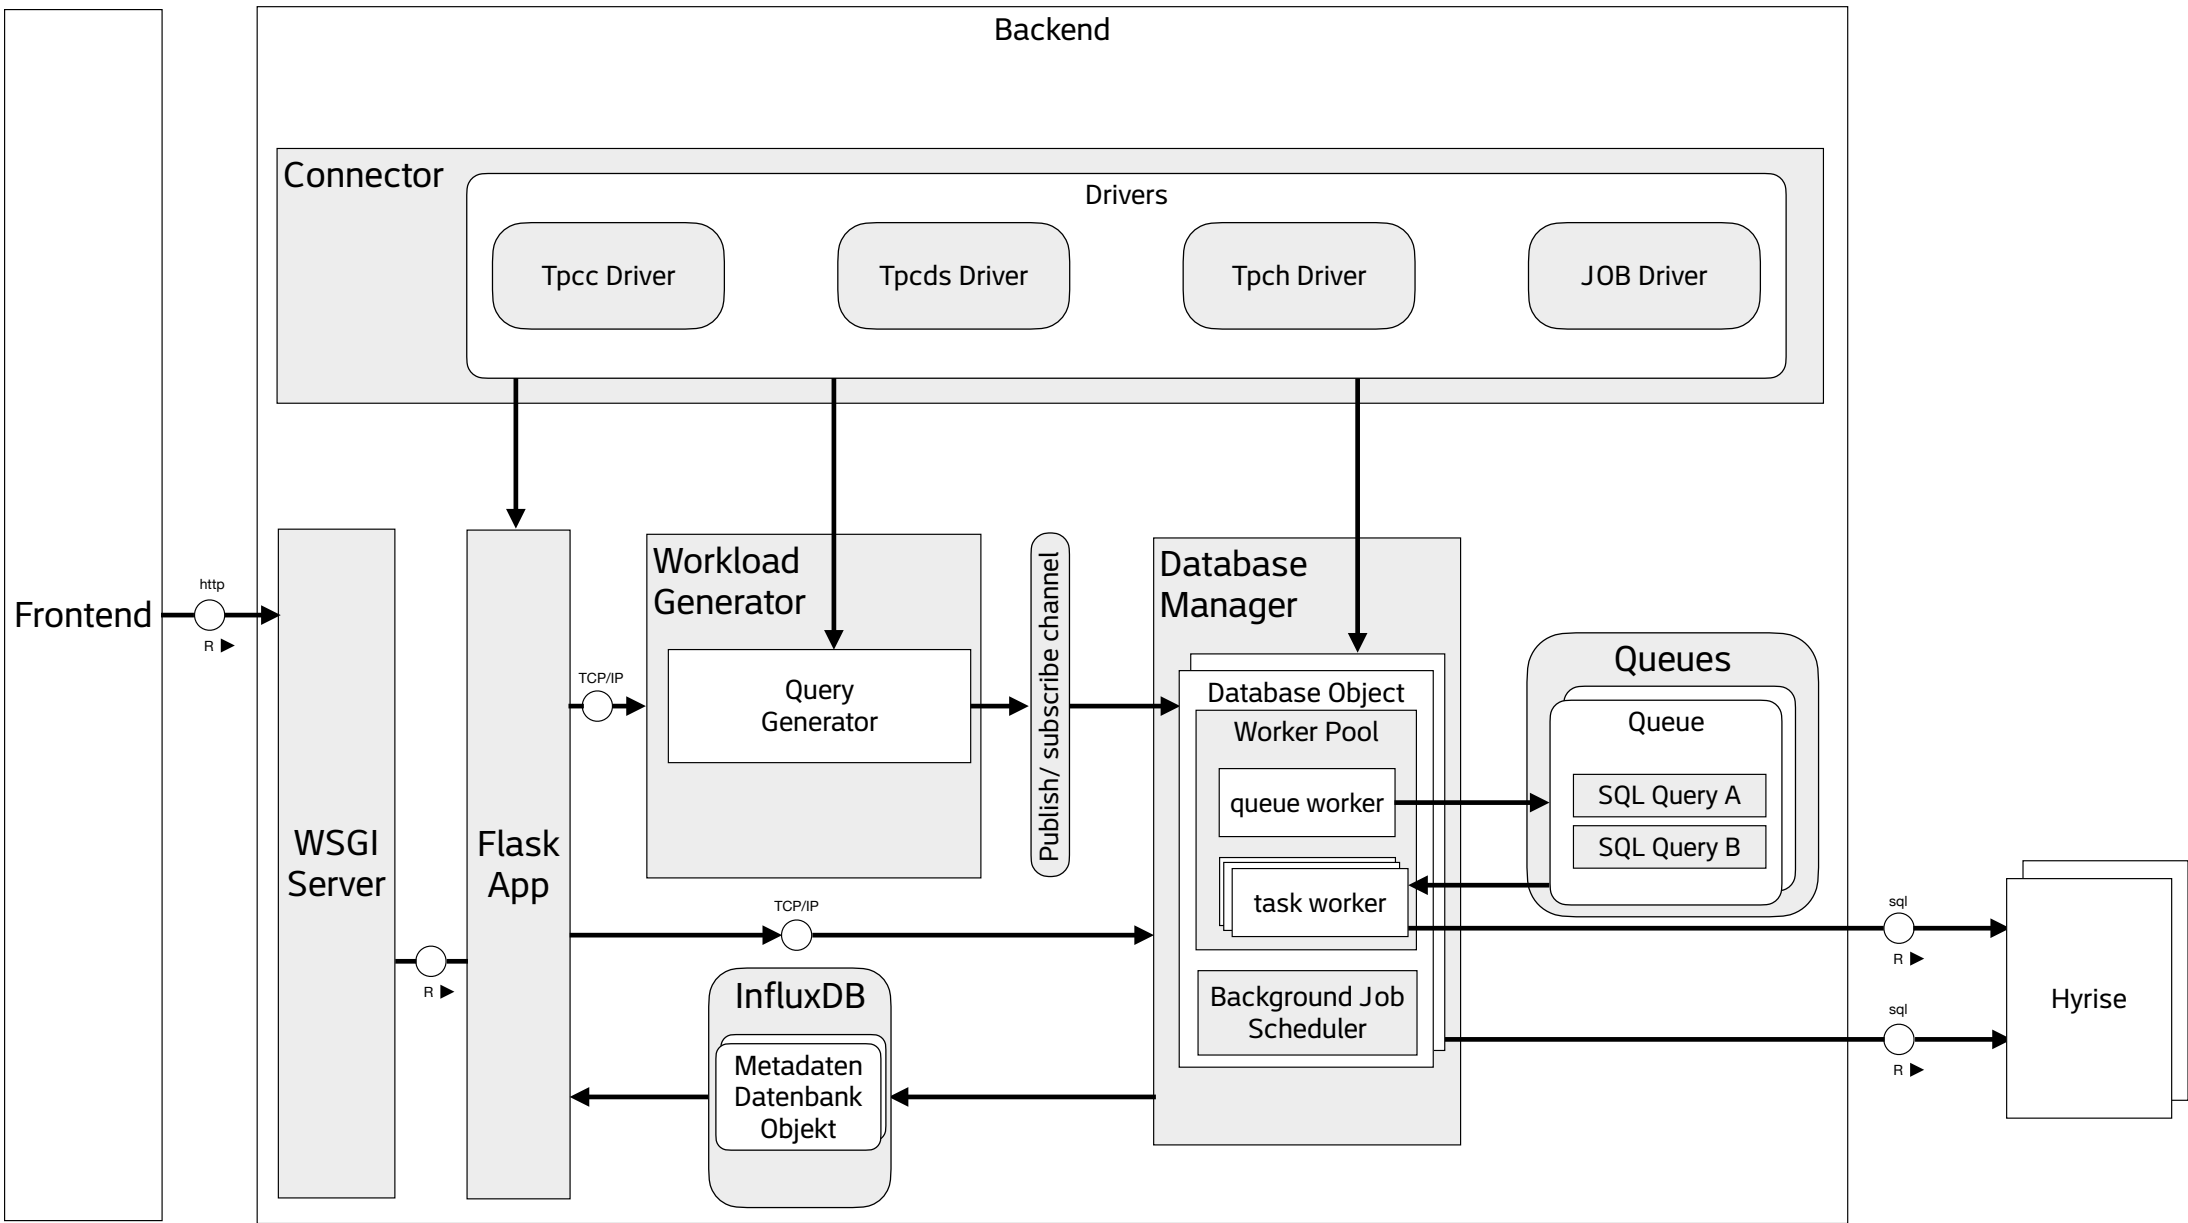 Backend
Connector
Drivers
Tpcc Driver
Tpcds Driver
Tpch Driver
JOB Driver
Frontend
http
R ▶
WSGI
Server
R ▶
Flask
App
TCP/IP
Workload
Generator
Query
Generator
Publish/ subscribe channel
TCP/IP
InfluxDB
Metadaten
Datenbank
Objekt
Database
Manager
Database Object
Worker Pool
queue worker
task worker
Background Job
Scheduler
Queues
Queue
SQL Query A
SQL Query B
sql
R ▶
sql
R ▶
Hyrise